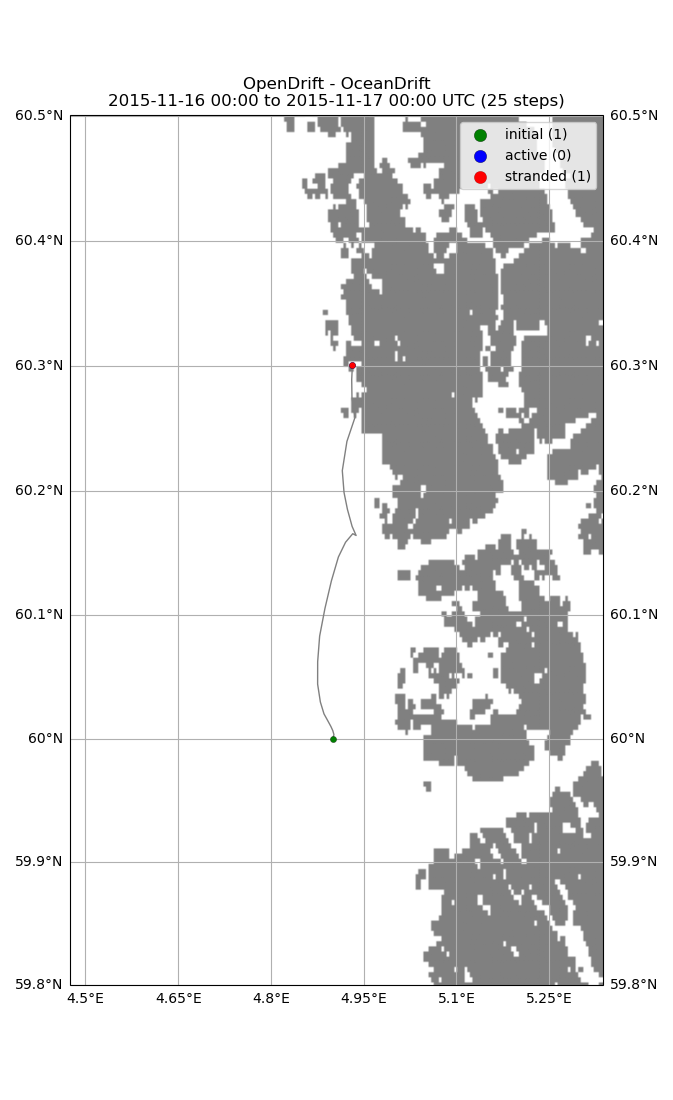 OpenDrift - OceanDrift
2015-11-16 00:00 to 2015-11-17 00:00 UTC (25 steps)
60.5°N
60.5°N
initial (1)
active (0)
stranded (1)
60.4°N
60.4°N
60.3°N
60.3°N
60.2°N
60.2°N
60.1°N
60.1°N
60°N
60°N
59.9°N
59.9°N
59.8°N
59.8°N
4.5°E 4.65°E 4.8°E 4.95°E 5.1°E 5.25°E